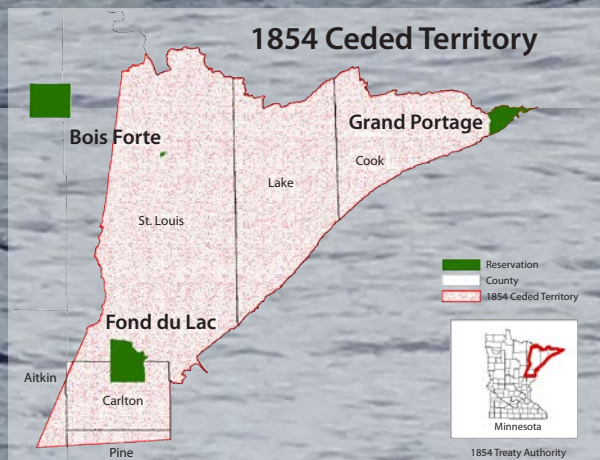 1854 Ceded Territory
Bois Forte
Grand Portage
Cook
Lake
St. Louis
Reservation
County
1854 Ceded Territory
Fond du Lac
Aitkin
Carlton
Minnesota
Pine
1854 Treaty Authority